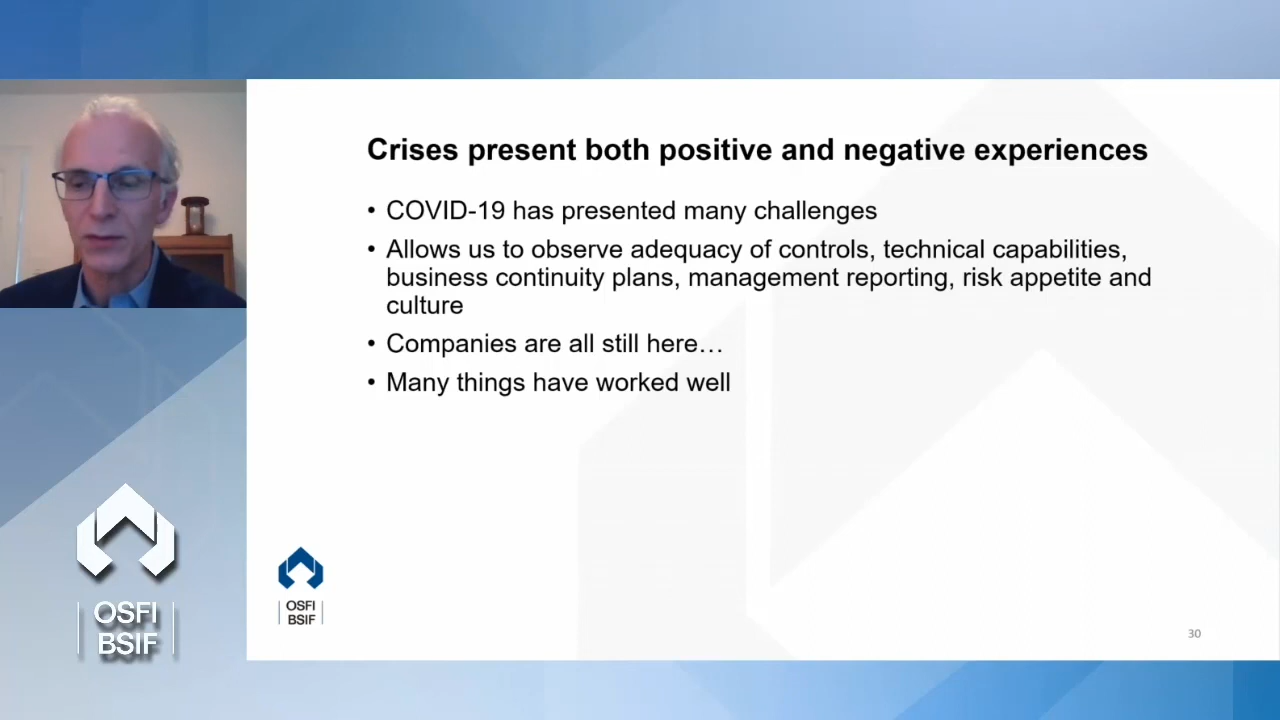 Crises present both positive and negative experiences
• COVID-19 has presented many challenges
• Allows us to observe adequacy of controls, technical capabilities,
business continuity plans, management reporting, risk appetite and
culture
• Companies are all still here…
• Many things have worked well
OSFI
BSIF
OSFI
BSIF
30